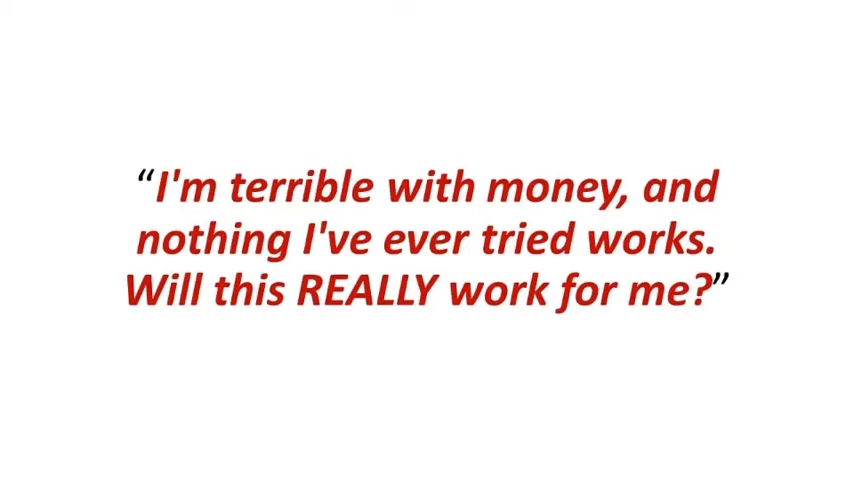 “I'm terrible with money, and
nothing I've ever tried works.
Will this REALLY work for me?”